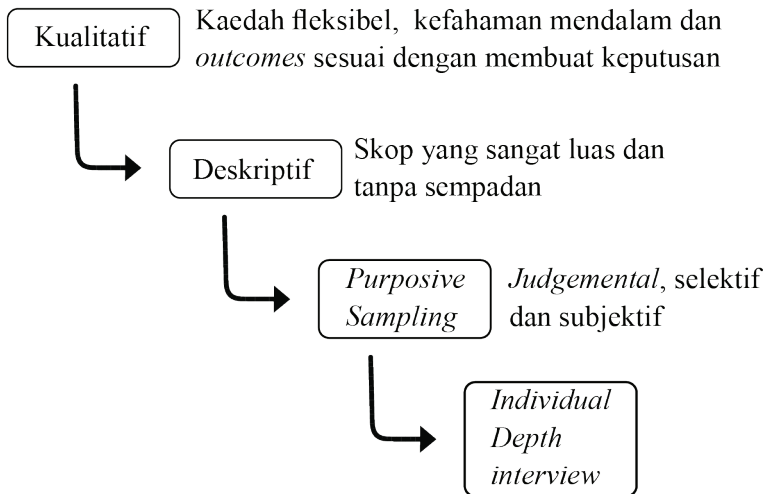 Kualitatif
Kaedah fleksibel, kefahaman mendalam dan
outcomes sesuai dengan membuat keputusan
Deskriptif
Skop yang sangat luas dan
tanpa sempadan
Purposive
Sampling
Judgemental, selektif
dan subjektif
Individual
Depth
interview